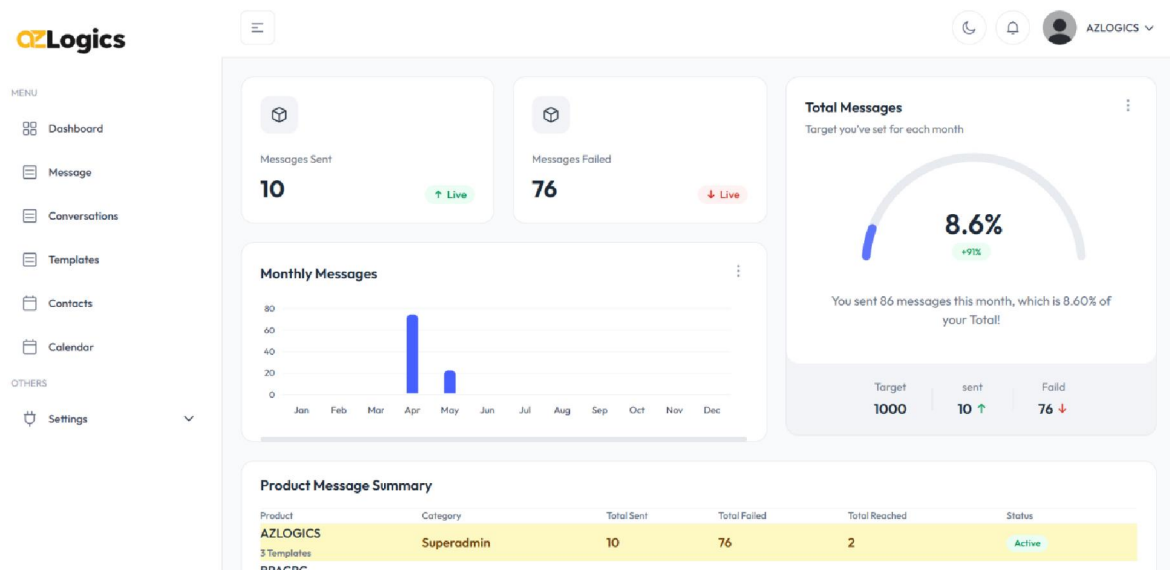 azLogics
AZLOGICS
MENU
Dashboard
Message
Conversations
Templates
Contacts
Calendar
OTHERS
Settings
Messages Sent
10
Live
Messages Failed
76
Live
Total Messages
Target you've set for each month
8.6%
+91%
You sent 86 messages this month, which is 8.60% of
your Total!
Target sent Faild
1000 10 76
Monthly Messages
80
60
40
20
0
Jan Feb Mar Apr May Jun Jul Aug Sep Oct Nov Dec
Product Message Summary
Product Category Total Sent Total Failed Total Reached Status
AZLOGICS
3 Templates
Superadmin 10 76 2 Active